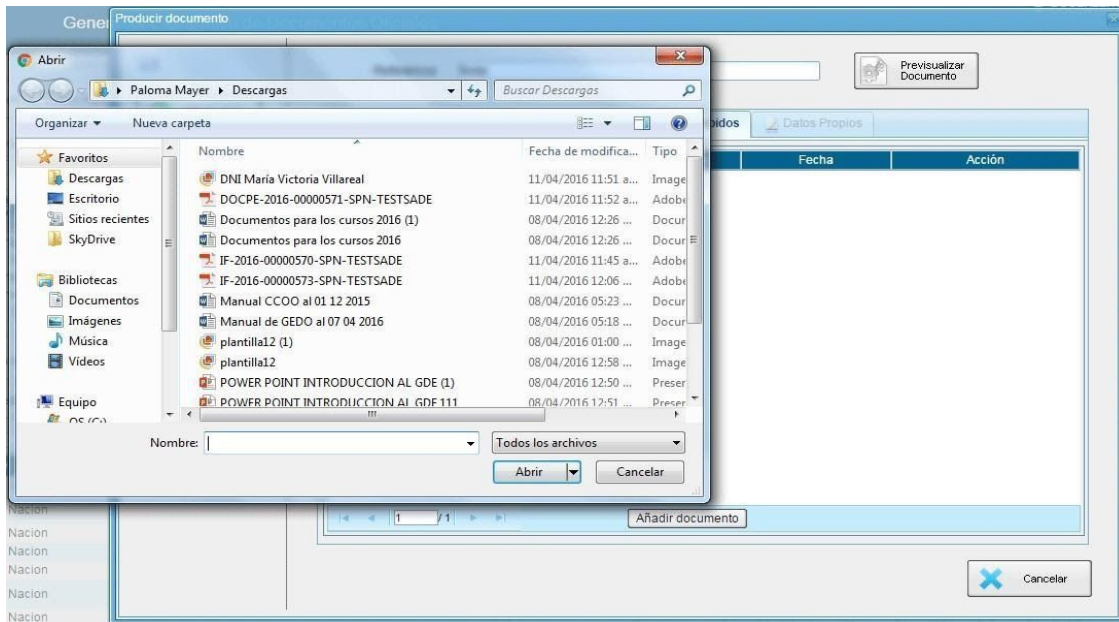 Producir documento
Abrir
Previsualizar
Documento
Paloma Mayer Descargas
Buscar Descargas
Organizar Nueva carpeta
Datos Propios
Nombre Fecha de modifica... Tipo
Fecha Acción
Favoritos
Descargas
Escritorio
Sitios recientes
SkyDrive
Bibliotecas
Documentos
Imágenes
Música
Vídeos
Equipo
DNI María Victoria Villareal 11/04/2016 11:51 a... Image
DOCPE-2016-00000571-SPN-TESTSADE 11/04/2016 11:52 a... Adobe
Documentos para los cursos 2016 (1) 08/04/2016 12:26 ... Docur
Documentos para los cursos 2016 08/04/2016 12:26 ... Docur
IF-2016-00000570-SPN-TESTSADE 11/04/2016 11:45 a... Adobe
IF-2016-00000573-SPN-TESTSADE 11/04/2016 12:06 ... Adobe
Manual CCOO al 01 12 2015 08/04/2016 05:23 ... Docur
Manual de GEDO al 07 04 2016 08/04/2016 05:18 ... Docur
plantilla12 (1) 08/04/2016 01:00 ... Image
plantilla12 08/04/2016 12:58 ... Image
POWER POINT INTRODUCCION AL GDE (1) 08/04/2016 12:50 ... Preser
POWER POINT INTRODUCCION AL GDE 111 08/04/2016 12:51 ... Preser
Nombre: Todos los archivos
Abrir Cancelar
1 / 1
Añadir documento
Nacion
Nacion
Nacion
Nacion
Nacion
Nacion
Cancelar